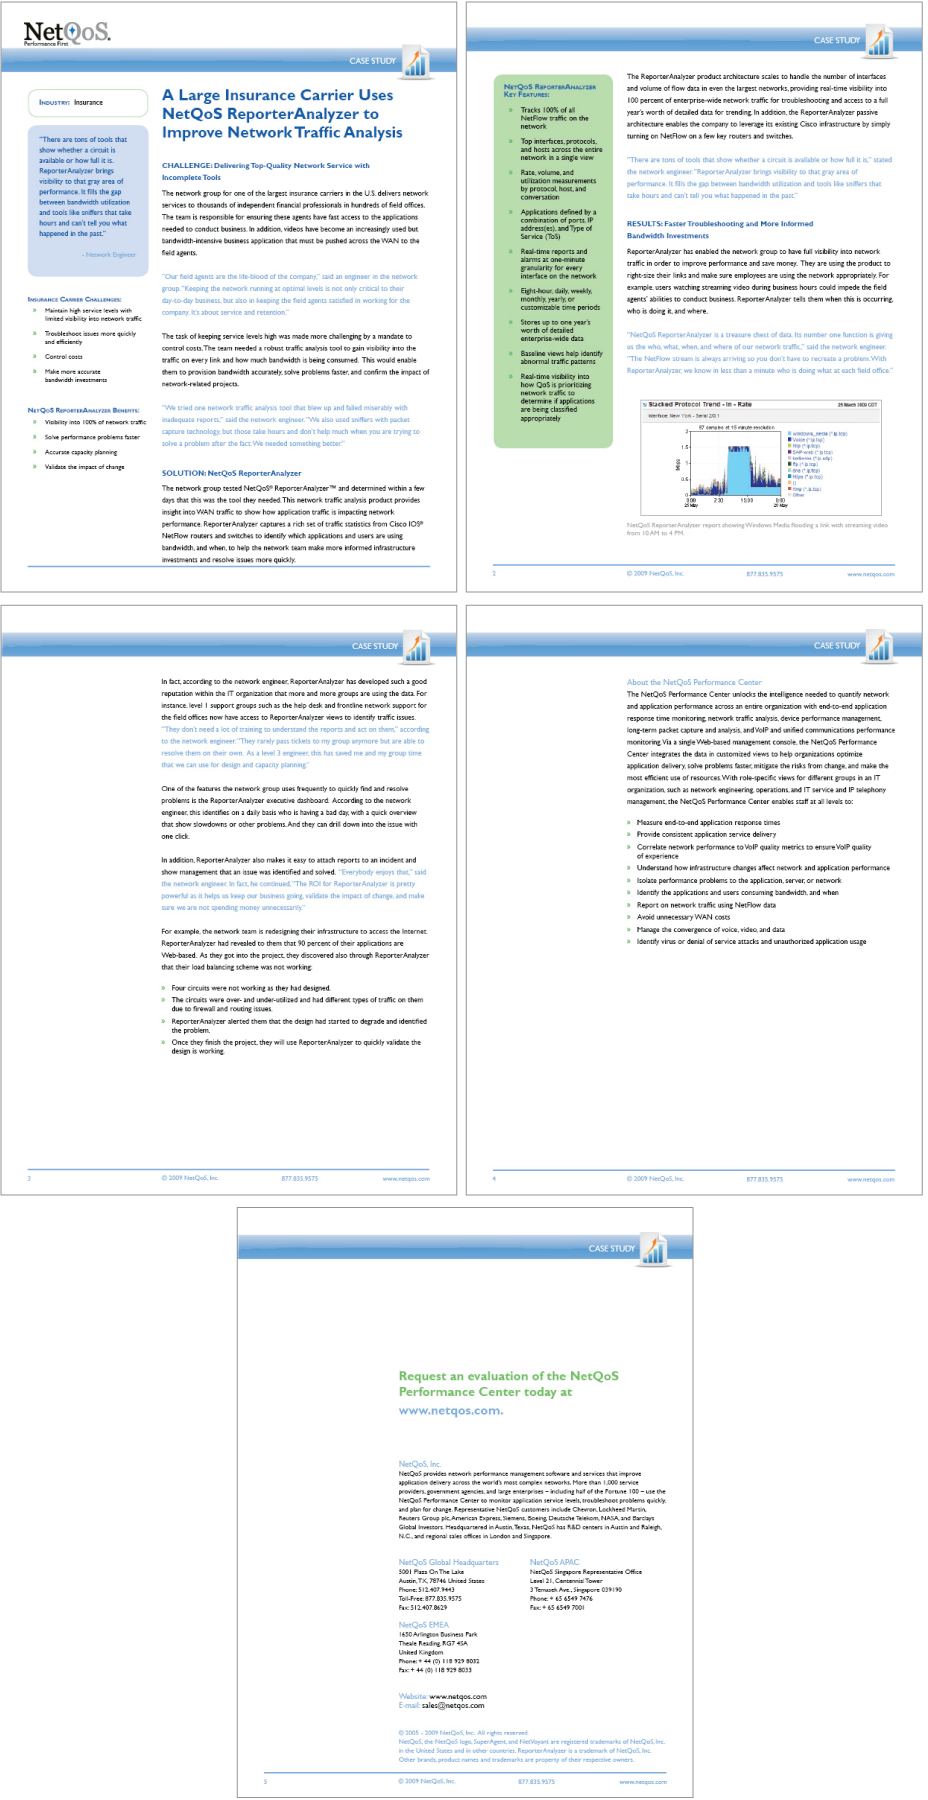 NetQoS.
Performance First
CASE STUDY
INDUSTRY: Insurance
"There are tons of tools that
show whether a circuit is
available or how full it is.
ReporterAnalyzer brings
visibility to that gray area of
performance. It fills the gap
between bandwidth utilization
and tools like sniffers that take
hours and can't tell you what
happened in the past."
- Network Engineer
INSURANCE CARRIER CHALLENGES:
» Maintain high service levels with
limited visibility into network traffic
» Troubleshoot issues more quickly
and efficiently
» Control costs
» Make more accurate
bandwidth investments
NETQOS REPORTERANALYZER BENEFITS:
» Visibility into 100% of network traffic
» Solve performance problems faster
» Accurate capacity planning
» Validate the impact of change
A Large Insurance Carrier Uses
NetQoS ReporterAnalyzer to
Improve Network Traffic Analysis
CHALLENGE: Delivering Top-Quality Network Service with
Incomplete Tools
The network group for one of the largest insurance carriers in the U.S. delivers network
services to thousands of independent financial professionals in hundreds of field offices.
The team is responsible for ensuring these agents have fast access to the applications
needed to conduct business. In addition, videos have become an increasingly used but
bandwidth-intensive business application that must be pushed across the WAN to the
field agents.
"Our field agents are the life-blood of the company," said an engineer in the network
group. "Keeping the network running at optimal levels is not only critical to their
day-to-day business, but also in keeping the field agents satisfied in working for the
company. It's about service and retention."
The task of keeping service levels high was made more challenging by a mandate to
control costs. The team needed a robust traffic analysis tool to gain visibility into the
traffic on every link and how much bandwidth is being consumed. This would enable
them to provision bandwidth accurately, solve problems faster, and confirm the impact of
network-related projects.
"We tried one network traffic analysis tool that blew up and failed miserably with
inadequate reports," said the network engineer. "We also used sniffers with packet
capture technology, but those take hours and don't help much when you are trying to
solve a problem after the fact. We needed something better."
SOLUTION: NetQoS ReporterAnalyzer
The network group tested NetQoS® ReporterAnalyzer™ and determined within a few
days that this was the tool they needed. This network traffic analysis product provides
insight into WAN traffic to show how application traffic is impacting network
performance. ReporterAnalyzer captures a rich set of traffic statistics from Cisco IOS®
NetFlow routers and switches to identify which applications and users are using
bandwidth, and when, to help the network team make more informed infrastructure
investments and resolve issues more quickly.
CASE STUDY
NETQOS REPORTERANALYZER
KEY FEATURES:
» Tracks 100% of all
NetFlow traffic on the
network
» Top interfaces, protocols,
and hosts across the entire
network in a single view
» Rate, volume, and
utilization measurements
by protocol, host, and
conversation
» Applications defined by a
combination of ports, IP
address(es), and Type of
Service (ToS)
» Real-time reports and
alarms at one-minute
granularity for every
interface on the network
» Eight-hour, daily, weekly,
monthly, yearly, or
customizable time periods
» Stores up to one year's
worth of detailed
enterprise-wide data
» Baseline views help identify
abnormal traffic patterns
» Real-time visibility into
how QoS is prioritizing
network traffic to
determine if applications
are being classified
appropriately
The ReporterAnalyzer product architecture scales to handle the number of interfaces
and volume of flow data in even the largest networks, providing real-time visibility into
100 percent of enterprise-wide network traffic for troubleshooting and access to a full
year's worth of detailed data for trending. In addition, the ReporterAnalyzer passive
architecture enables the company to leverage its existing Cisco infrastructure by simply
turning on NetFlow on a few key routers and switches.
"There are tons of tools that show whether a circuit is available or how full it is," stated
the network engineer. "ReporterAnalyzer brings visibility to that gray area of
performance. It fills the gap between bandwidth utilization and tools like sniffers that
take hours and can't tell you what happened in the past."
RESULTS: Faster Troubleshooting and More Informed
Bandwidth Investments
ReporterAnalyzer has enabled the network group to have full visibility into network
traffic in order to improve performance and save money. They are using the product to
right-size their links and make sure employees are using the network appropriately. For
example, users watching streaming video during business hours could impede the field
agents' abilities to conduct business. ReporterAnalyzer tells them when this is occurring,
who is doing it, and where.
"NetQoS ReporterAnalyzer is a treasure chest of data. Its number one function is giving
us the who, what, when, and where of our network traffic," said the network engineer.
"The NetFlow stream is always arriving so you don't have to recreate a problem. With
ReporterAnalyzer, we know in less than a minute who is doing what at each field office."
Stacked Protocol Trend - In - Rate
25 March 2009 CDT
Interface: New York - Serial 2/0:1
97 samples at 15 minute resolution
Mbps
2
1.5
1
0.5
0
2:30
15:00
Other
NetQoS ReporterAnalyzer report showing Windows Media flooding a link with streaming video
from 10 AM to 4 PM.
2
© 2009 NetQoS, Inc.
877.835.9575
www.netqos.com
CASE STUDY
In fact, according to the network engineer, ReporterAnalyzer has developed such a good
reputation within the IT organization that more and more groups are using the data. For
instance, level 1 support groups such as the help desk and frontline network support for
the field offices now have access to ReporterAnalyzer views to identify traffic issues.
"They don't need a lot of training to understand the reports and act on them," according
to the network engineer. "They rarely pass tickets to my group anymore but are able to
resolve them on their own. As a level 3 engineer, this has saved me and my group time
that we can use for design and capacity planning."
One of the features the network group uses frequently to quickly find and resolve
problems is the ReporterAnalyzer executive dashboard. According to the network
engineer, this identifies on a daily basis who is having a bad day, with a quick overview
that show slowdowns or other problems. And they can drill down into the issue with
one click.
In addition, ReporterAnalyzer also makes it easy to attach reports to an incident and
show management that an issue was identified and solved. "Everybody enjoys that," said
the network engineer. In fact, he continued, "The ROI for ReporterAnalyzer is pretty
powerful as it helps us keep our business going, validate the impact of change, and make
sure we are not spending money unnecessarily."
For example, the network team is redesigning their infrastructure to access the Internet.
ReporterAnalyzer had revealed to them that 90 percent of their applications are
Web-based. As they got into the project, they discovered also through ReporterAnalyzer
that their load balancing scheme was not working:
» Four circuits were not working as they had designed.
» The circuits were over- and under-utilized and had different types of traffic on them
due to firewall and routing issues.
» ReporterAnalyzer alerted them that the design had started to degrade and identified
the problem.
» Once they finish the project, they will use ReporterAnalyzer to quickly validate the
design is working.
3
© 2009 NetQoS, Inc.
877.835.9575
www.netqos.com
CASE STUDY
About the NetQoS Performance Center
The NetQoS Performance Center unlocks the intelligence needed to quantify network
and application performance across an entire organization with end-to-end application
response time monitoring, network traffic analysis, device performance management,
long-term packet capture and analysis, and VoIP and unified communications performance
monitoring. Via a single Web-based management console, the NetQoS Performance
Center integrates the data in customized views to help organizations optimize
application delivery, solve problems faster, mitigate the risks from change, and make the
most efficient use of resources. With role-specific views for different groups in an IT
organization, such as network engineering, operations, and IT service and IP telephony
management, the NetQoS Performance Center enables staff at all levels to:
» Measure end-to-end application response times
» Provide consistent application service delivery
» Correlate network performance to VoIP quality metrics to ensure VoIP quality
of experience
» Understand how infrastructure changes affect network and application performance
» Isolate performance problems to the application, server, or network
» Identify the applications and users consuming bandwidth, and when
» Report on network traffic using NetFlow data
» Avoid unnecessary WAN costs
» Manage the convergence of voice, video, and data
» Identify virus or denial of service attacks and unauthorized application usage
4
© 2009 NetQoS, Inc.
877.835.9575
www.netqos.com
CASE STUDY
Request an evaluation of the NetQoS
Performance Center today at
www.netqos.com.
NetQoS, Inc.
NetQoS provides network performance management software and services that improve
application delivery across the world's most complex networks. More than 1,000 service
providers, government agencies, and large enterprises – including half of the Fortune 100 – use the
NetQoS Performance Center to monitor application service levels, troubleshoot problems quickly,
and plan for change. Representative NetQoS customers include Chevron, Lockheed Martin,
Reuters Group plc, American Express, Siemens, Boeing, Deutsche Telekom, NASA, and Barclays
Global Investors. Headquartered in Austin, Texas, NetQoS has R&D centers in Austin and Raleigh,
N.C., and regional sales offices in London and Singapore.
NetQoS Global Headquarters
5001 Plaza On The Lake
Austin, TX, 78746 United States
Phone: 512.407.9443
Toll-Free: 877.835.9575
Fax: 512.407.8629
NetQoS APAC
NetQoS Singapore Representative Office
Level 21, Centennial Tower
3 Temasek Ave., Singapore 039190
Phone: + 65 6549 7476
Fax: + 65 6549 7001
NetQoS EMEA
1650 Arlington Business Park
Theale Reading, RG7 4SA
United Kingdom
Phone: + 44 (0) 118 929 8032
Fax: + 44 (0) 118 929 8033
Website: www.netqos.com
E-mail: sales@netqos.com
© 2005 - 2009 NetQoS, Inc. All rights reserved.
NetQoS, the NetQoS logo, SuperAgent, and NetVoyant are registered trademarks of NetQoS, Inc.
in the United States and in other countries. ReporterAnalyzer is a trademark of NetQoS, Inc.
Other brands, product names and trademarks are property of their respective owners.
5
© 2009 NetQoS, Inc.
877.835.9575
www.netqos.com